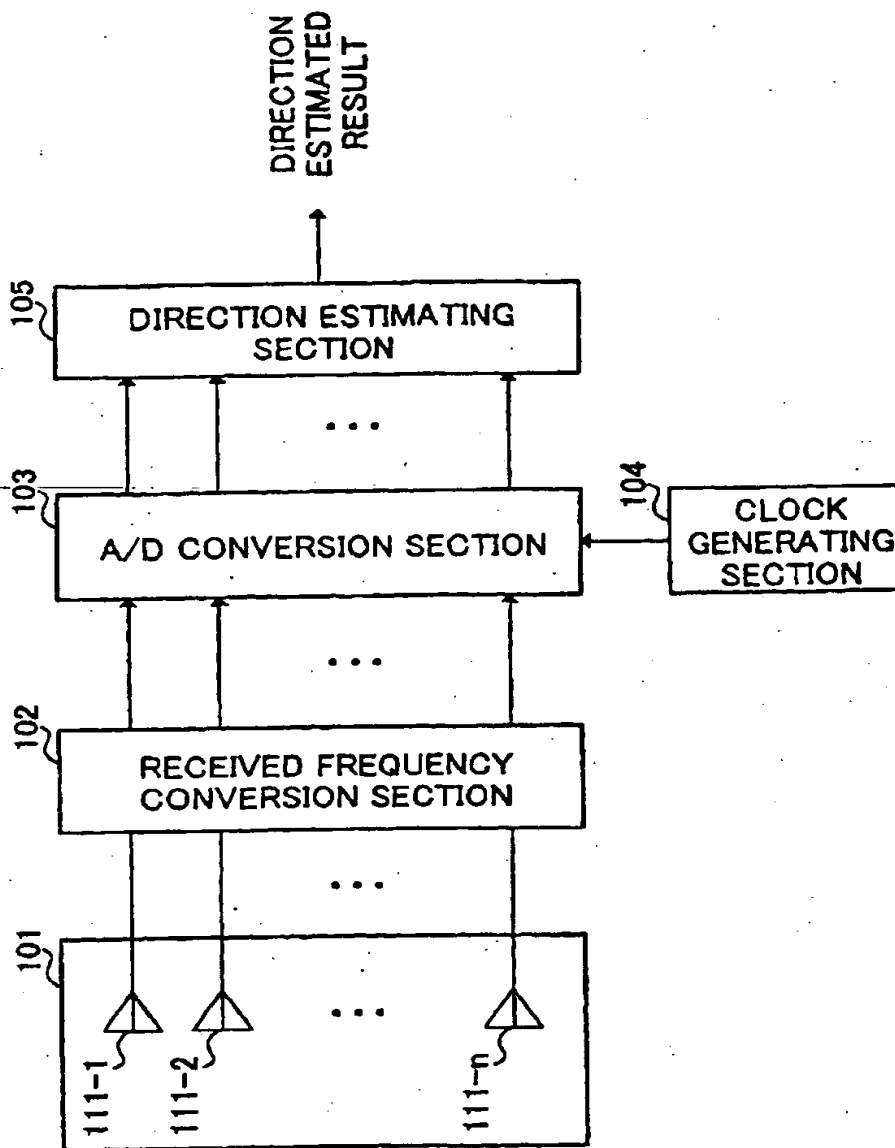 101
111-1
111-2
111-n
102
RECEIVED FREQUENCY
CONVERSION SECTION
103
A/D CONVERSION SECTION
104
CLOCK
GENERATING
SECTION
105
DIRECTION ESTIMATING
SECTION
DIRECTION
ESTIMATED
RESULT